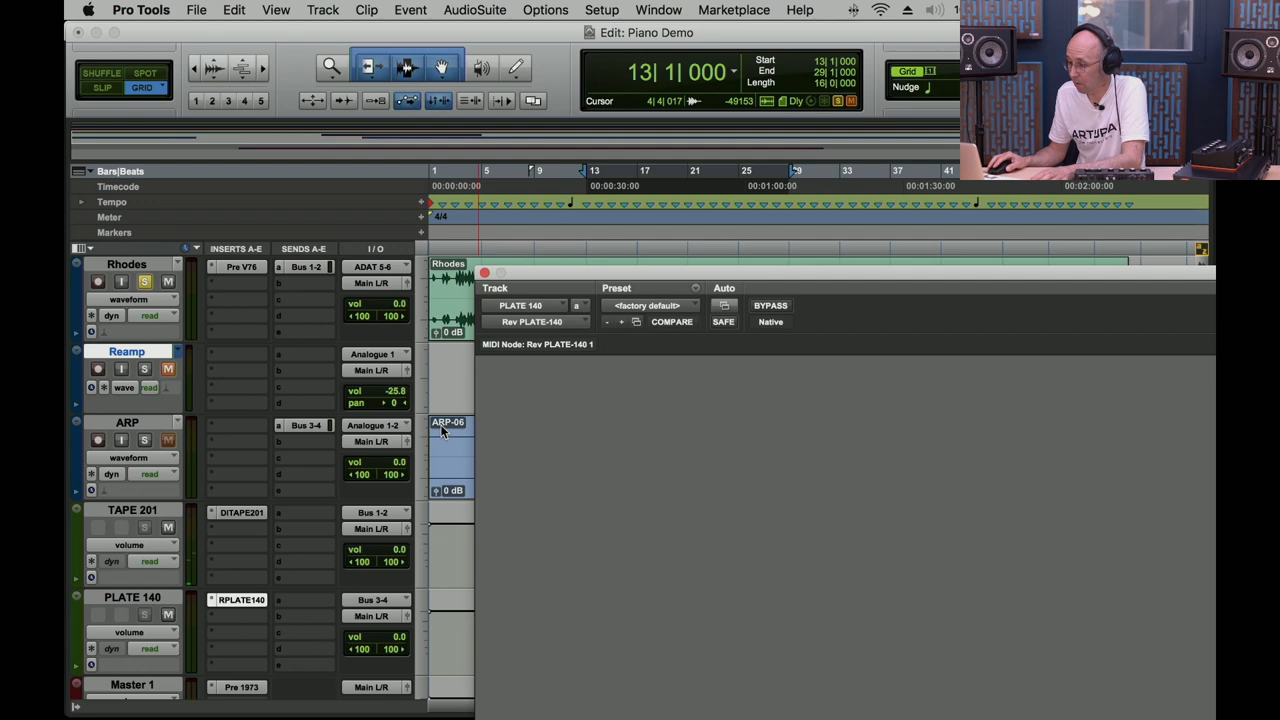 Pro Tools File Edit View Track Clip Event AudioSuite Options Setup Window Marketplace Help
Edit: Piano Demo
SHUFFLE SPOT
SLIP GRID
1 2 3 4 5
13| 1| 000
Start 13| 1| 000
End 29| 1| 000
Length 16| 0| 000
Cursor 4| 4| 017 -49153 Dly S M
Grid 1
Nudge
ARTURIA
Bars|Beats 1 5 9 13 17 21 25 29 33 37 41
Timecode 00:00:00:00 00:00:30:00 00:01:00:00 00:01:30:00 00:02:00:00
Tempo
Meter 4/4
Markers
INSERTS A-E SENDS A-E I / O
Rhodes Pre V76 a Bus 1-2 ADAT 5-6 Rhodes
I S M b Main L/R
waveform c vol 0.0
dyn read d 100 100
e 0 dB
Reamp a Analogue 1
I S M b Main L/R
wave read c vol -25.8
d pan 0
ARP a Bus 3-4 Analogue 1-2 ARP-06
I S M b Main L/R
waveform c vol 0.0
dyn read d 100 100
e 0 dB
TAPE 201 DITAPE201 a Bus 1-2
S M b Main L/R
volume c vol 0.0
dyn read d 100 100
e
PLATE 140 RPLATE140 a Bus 3-4
S M b Main L/R
volume c vol 0.0
dyn read d 100 100
e
Master 1 Pre 1973 Main L/R
Track Preset Auto
PLATE 140 a <factory default> BYPASS
Rev PLATE-140 - + COMPARE SAFE Native
MIDI Node: Rev PLATE-140 1